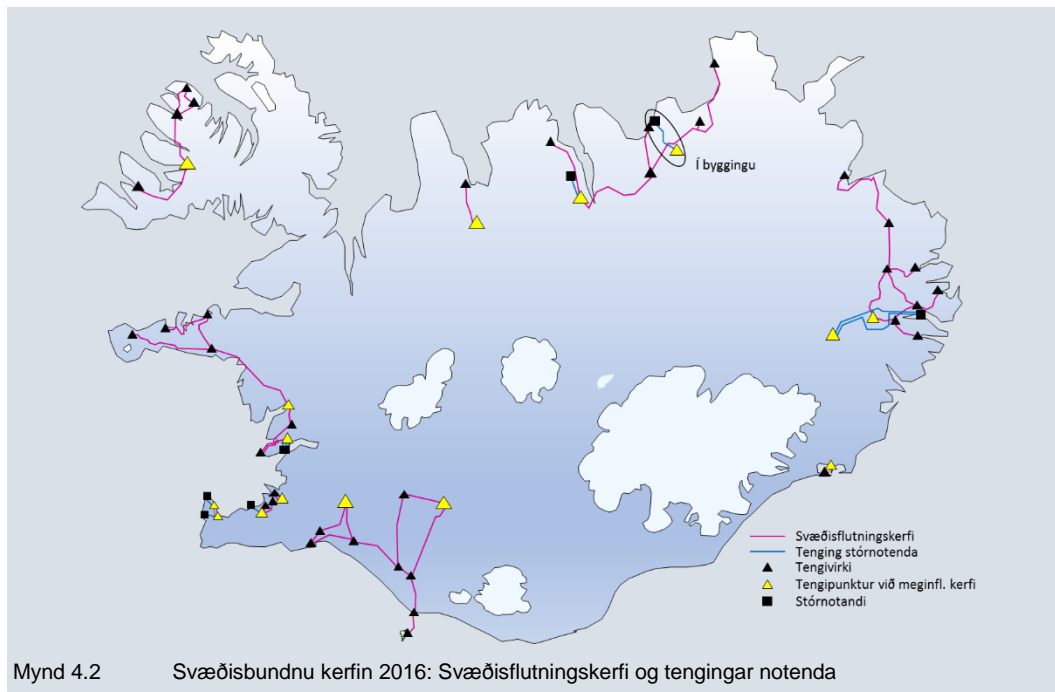 Í byggingu
Svæðisflutningskerfi
Tenging stórnotenda
Tengivirki
Tengipunktur við meginfl. kerfi
Stórnotandi
Mynd 4.2 Svæðisbundnu kerfin 2016: Svæðisflutningskerfi og tengingar notenda